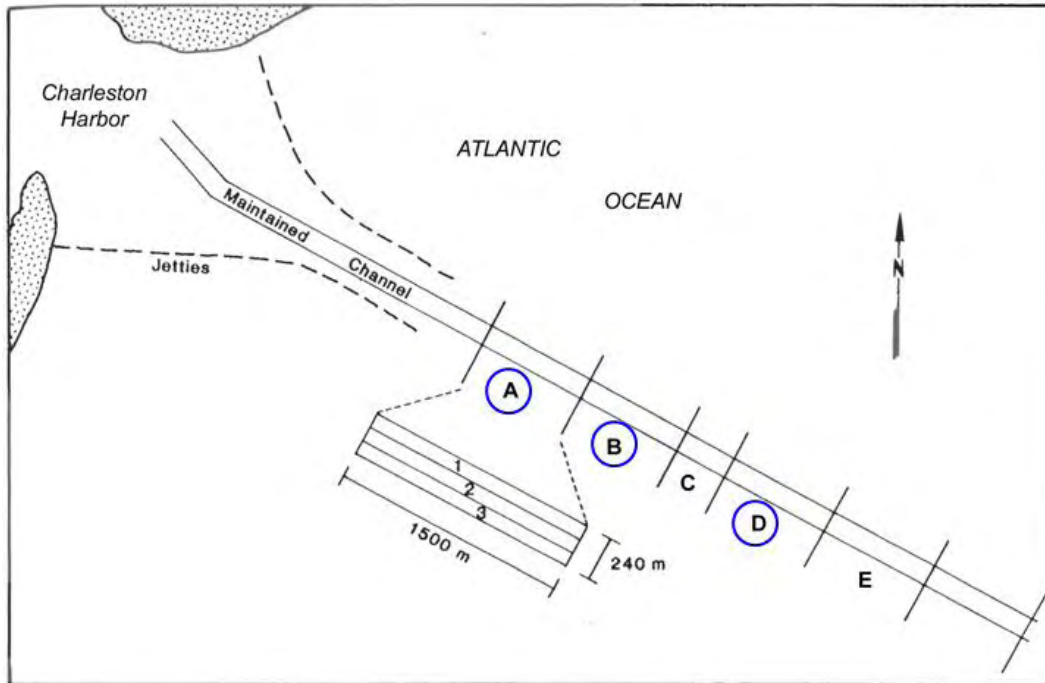 Charleston
Harbor
ATLANTIC
OCEAN
Maintained
Channel
Jetties
N
A
B
C
D
E
1
2
3
1500 m
240 m